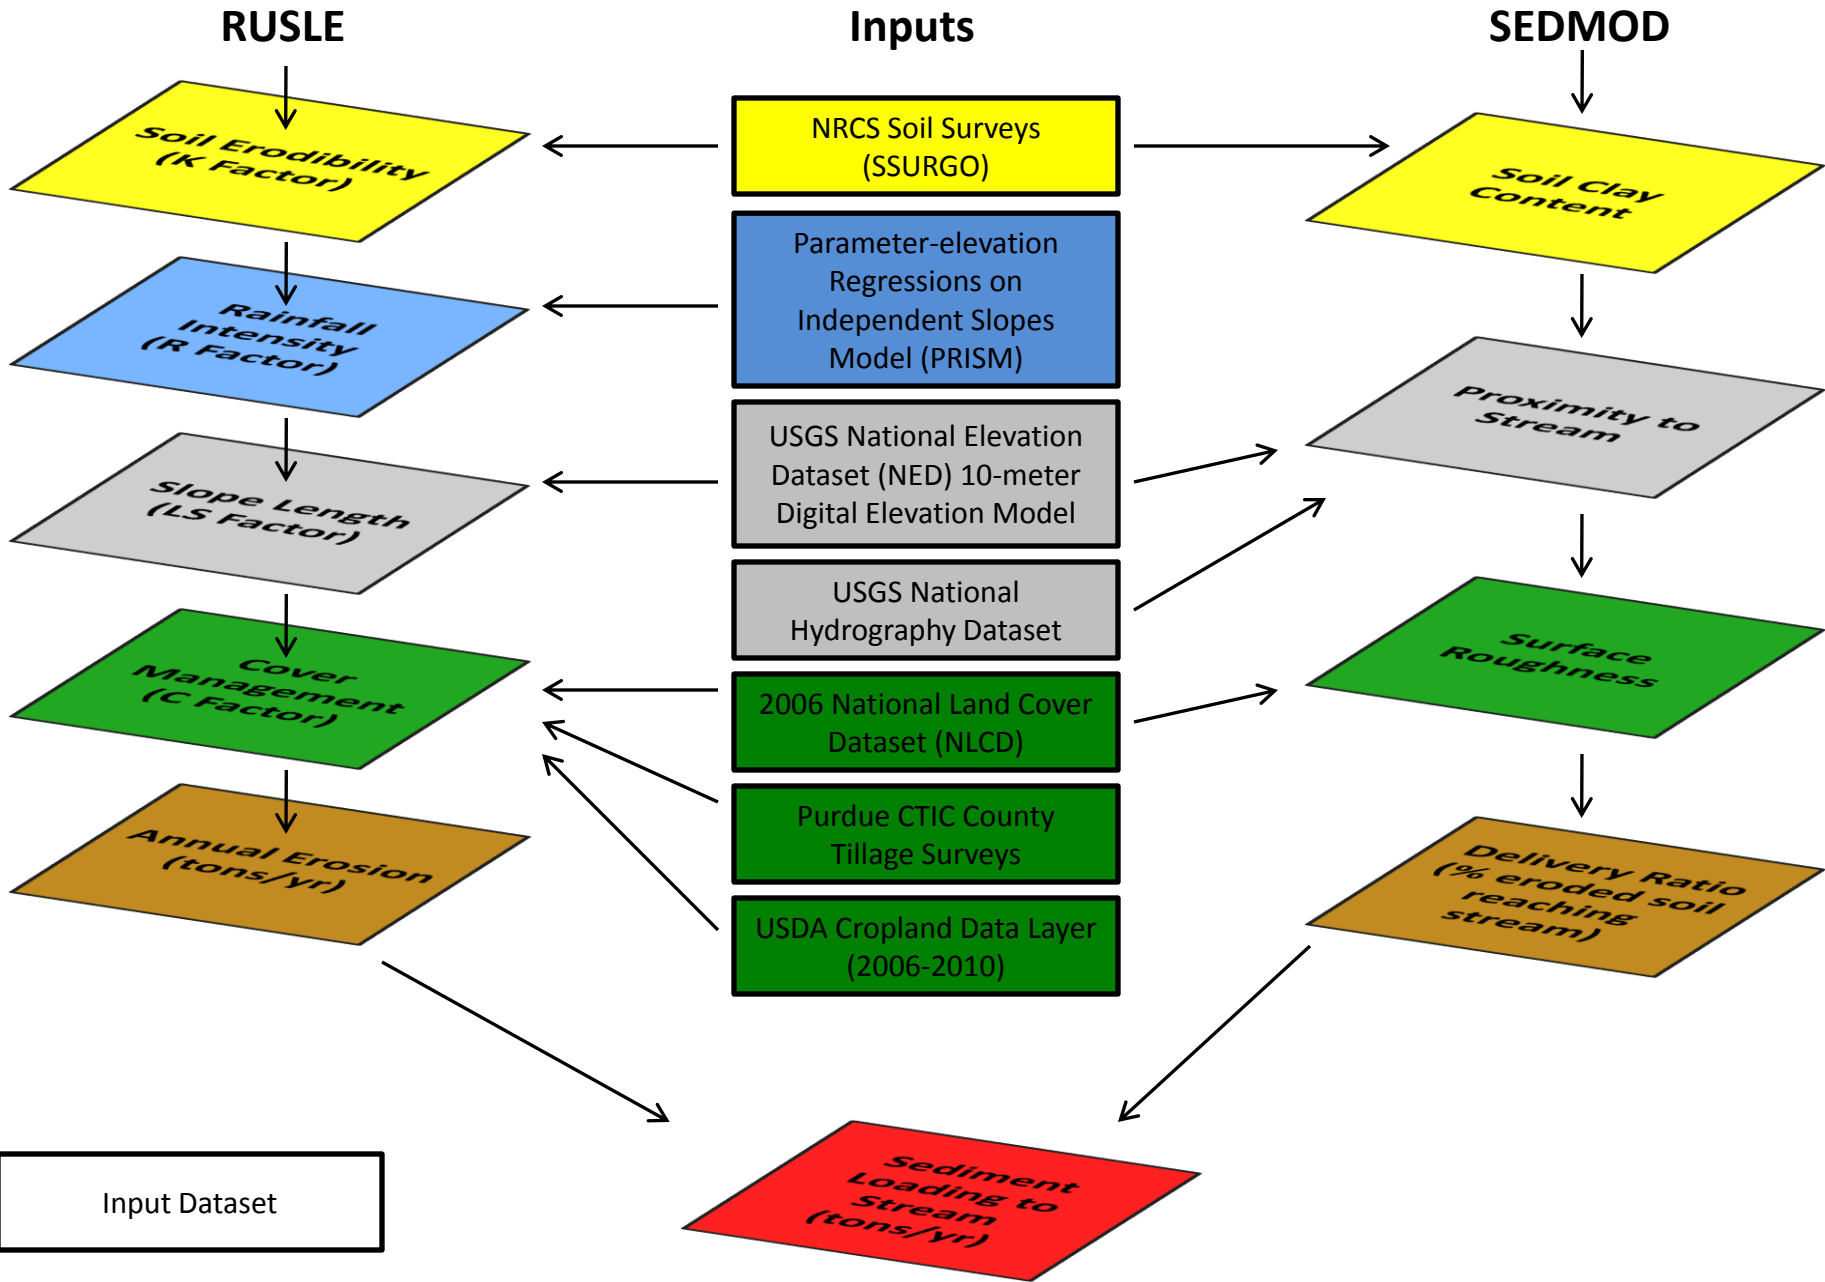 RUSLE
Inputs
SEDMOD
Soil Erodibility
(K Factor)
Rainfall
Intensity
(R Factor)
Slope Length
(LS Factor)
Cover
Management
(C Factor)
Annual Erosion
(tons/yr)
NRCS Soil Surveys
(SSURGO)
Parameter-elevation
Regressions on
Independent Slopes
Model (PRISM)
USGS National Elevation
Dataset (NED) 10-meter
Digital Elevation Model
USGS National
Hydrography Dataset
2006 National Land Cover
Dataset (NLCD)
Purdue CTIC County
Tillage Surveys
USDA Cropland Data Layer
(2006-2010)
Soil Clay
Content
Proximity to
Stream
Surface
Roughness
Delivery Ratio
(% eroded soil
reaching
stream)
Sediment
Loading to
Stream
(tons/yr)
Input Dataset